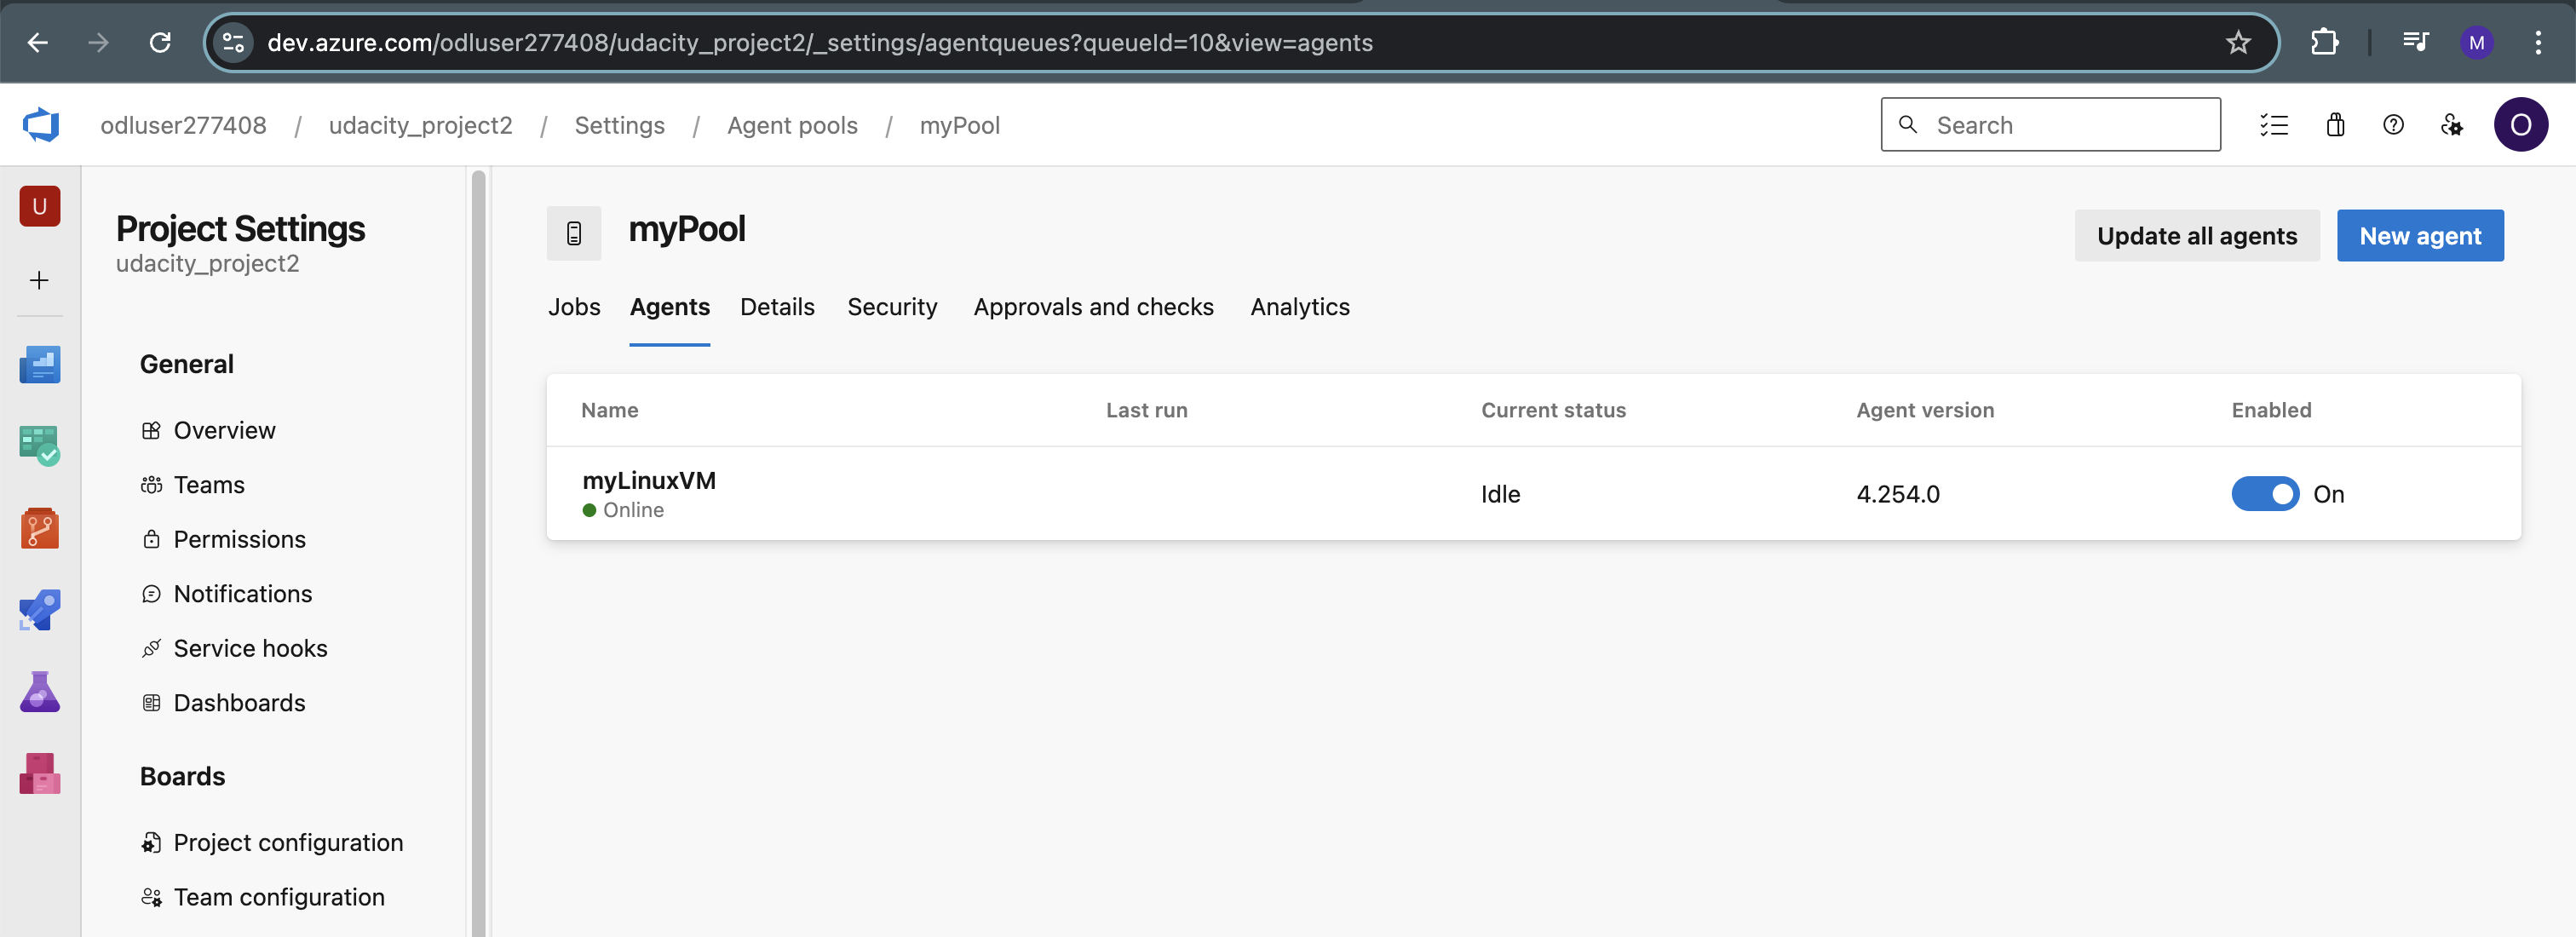 dev.azure.com/odluser277408/udacity_project2/_settings/agentqueues?queueId=10&view=agents
M
odluser277408 / udacity_project2 / Settings / Agent pools / myPool
Search
O
U
Project Settings
udacity_project2
General
Overview
Teams
Permissions
Notifications
Service hooks
Dashboards
Boards
Project configuration
Team configuration
myPool
Update all agents
New agent
Jobs Agents Details Security Approvals and checks Analytics
Name Last run Current status Agent version Enabled
myLinuxVM
Online
Idle 4.254.0 On